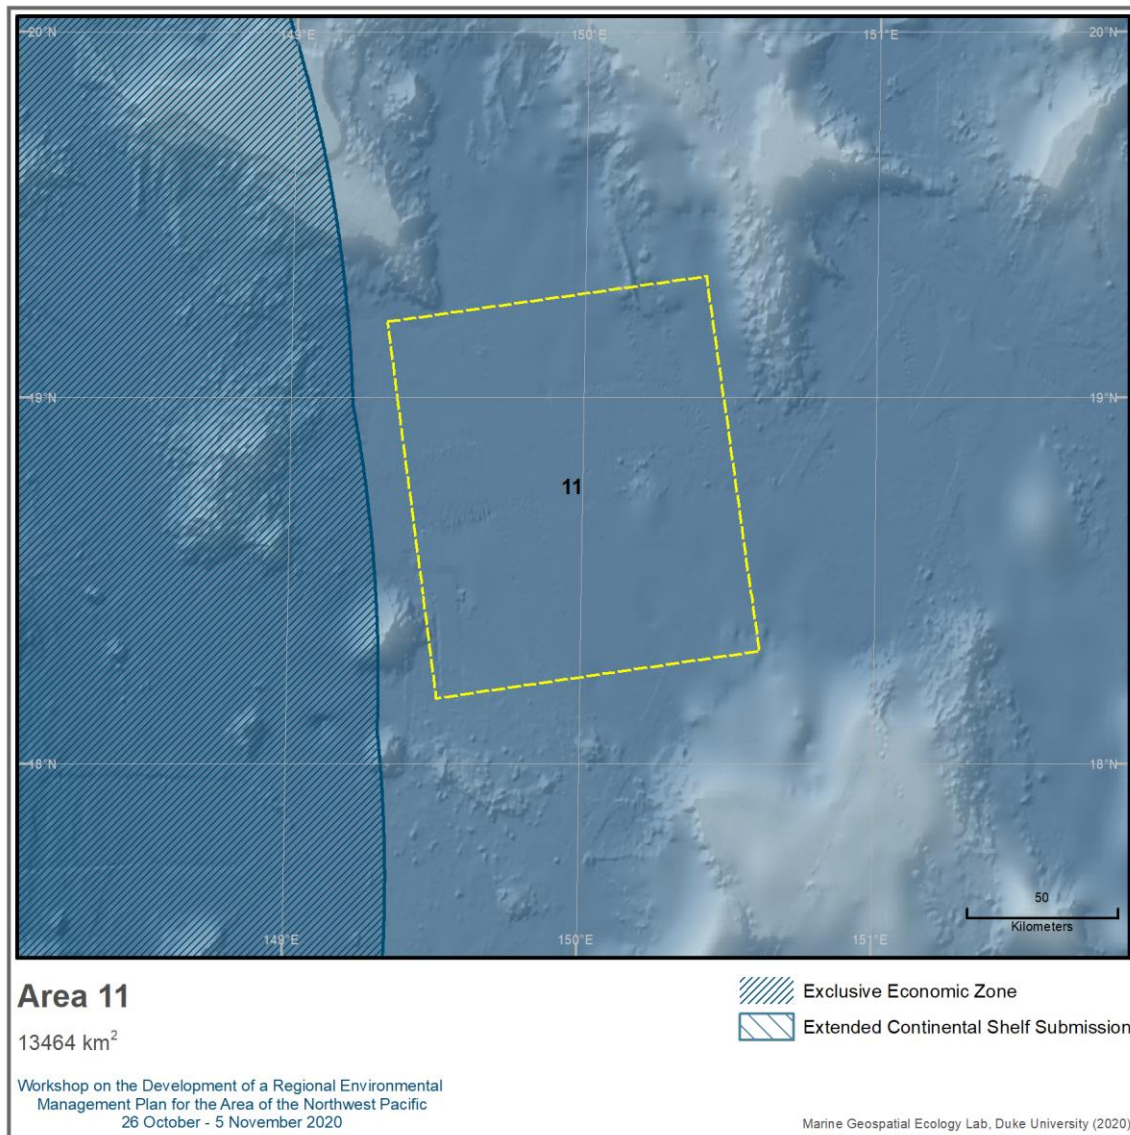 20°N
149°E
150°E
151°E
20°N
19°N
19°N
11
18°N
18°N
50
Kilometers
149°E
150°E
151°E
Area 11
13464 km²
Exclusive Economic Zone
Extended Continental Shelf Submission
Workshop on the Development of a Regional Environmental
Management Plan for the Area of the Northwest Pacific
26 October - 5 November 2020
Marine Geospatial Ecology Lab, Duke University (2020)